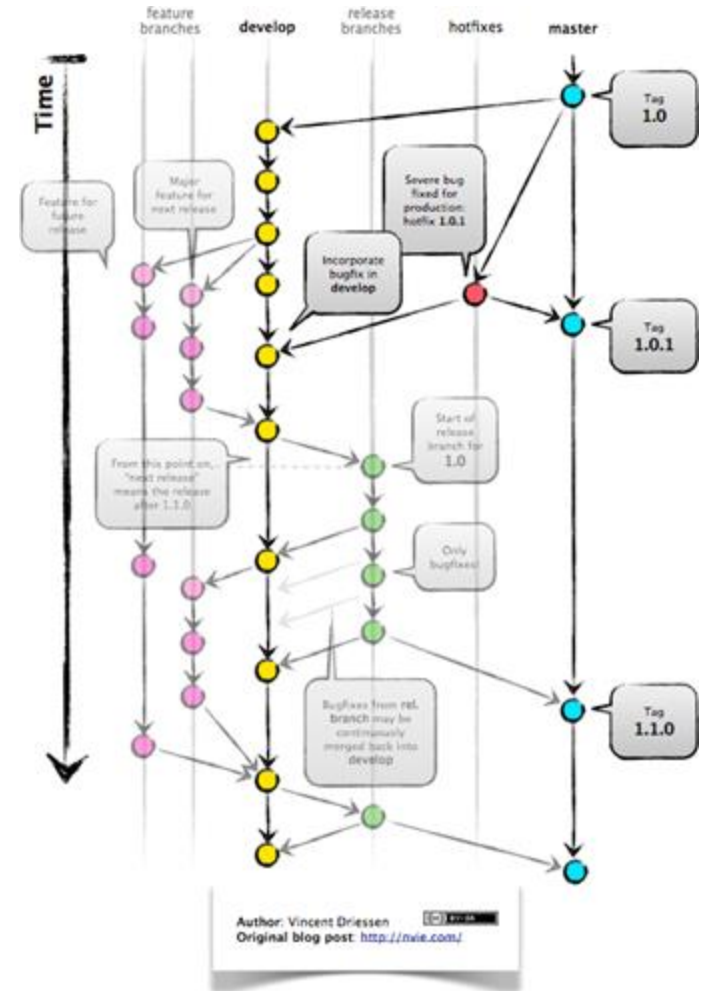 feature
branches
develop
release
branches
hotfixes
master
Time
Tag
1.0
Major
feature for
next release
Feature for
future
release
Severe bug
fixed for
production:
hotfix 1.0.1
Incorporate
bugfix in
develop
Tag
1.0.1
Start of
release
branch for
1.0
From this point on,
"next release"
means the release
after 1.1.0
Only
bugfixes!
Bugfixes from rel.
branch may be
continuously
merged back into
develop
Tag
1.1.0
Author: Vincent Driessen
Original blog post: http://nvie.com/